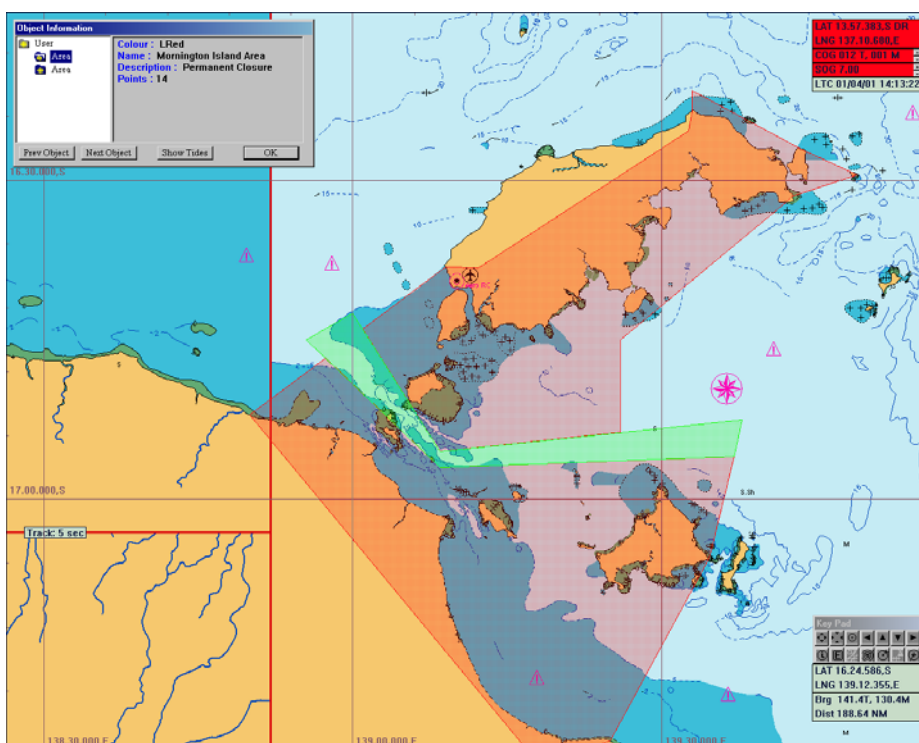 Object Information
User
Area
Area
Colour : LRed
Name : Mornington Island Area
Description : Permanent Closure
Points : 14
Prev Object
Next Object
Show Tides
OK
LAT 13.57.383,S DR
LNG 137.10.680,E
COG 012 T, 001 M
SOG 7.00
LTC 01/04/01 14:13:22
16.30.000,S
17.00.000,S
S.Sh
Track: 5 sec
M
Key Pad
LAT 16.24.586,S
LNG 139.12.355,E
Brg 141.4T, 130.4M
Dist 188.64 NM
M
138.30.000,E
139.00.000,E
139.30.000,E